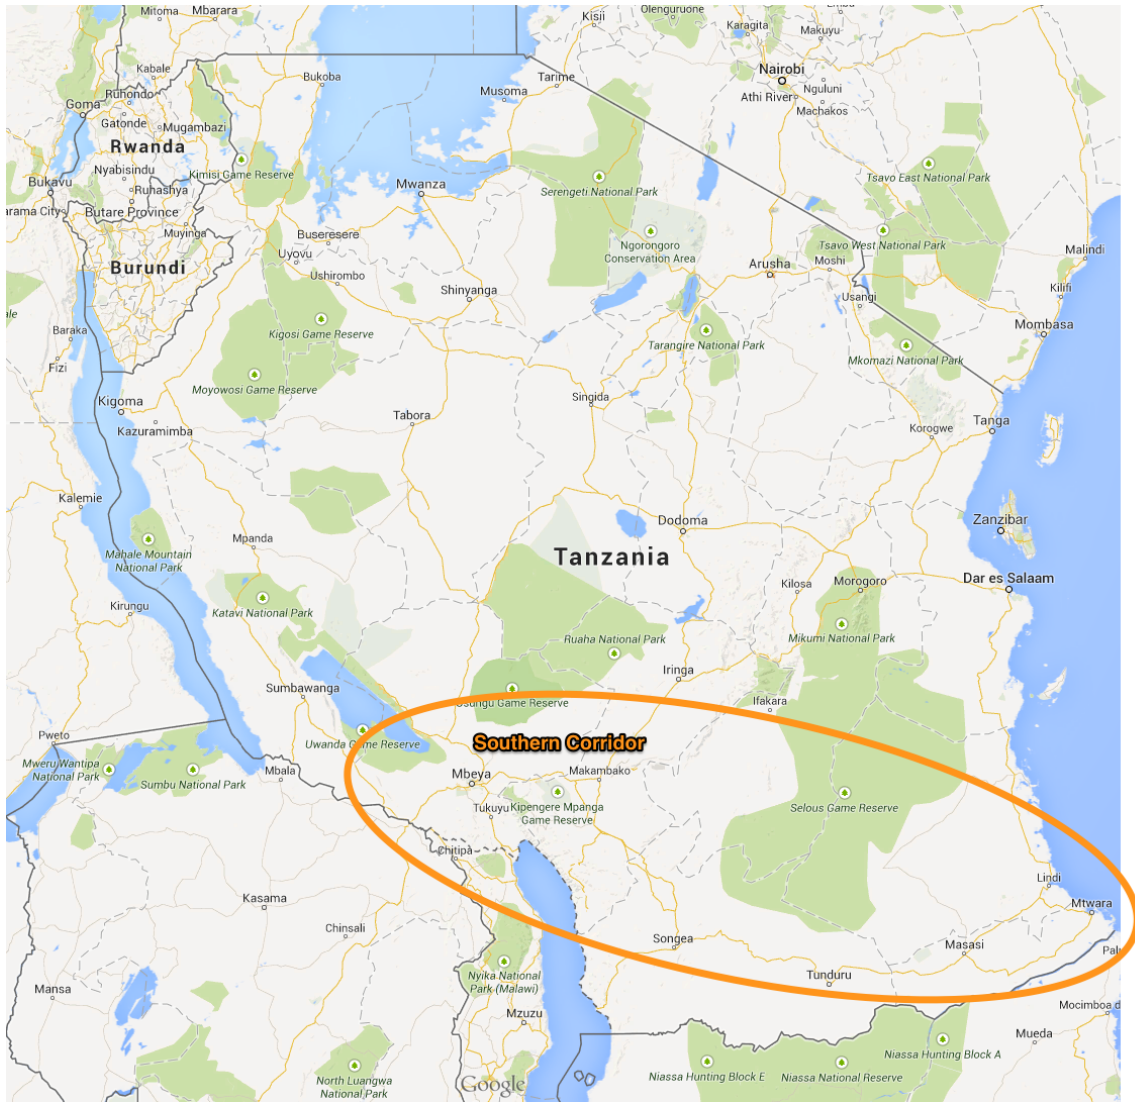 Mitoma
Mbarara
Kisii
Olenguruone
Karagita
Makuyu
Kabale
Bukoba
Tarime
Nairobi
Nguluni
Athi River
Machakos
Musoma
Goma
Ruhondo
Gatonde
Mugambazi
Rwanda
Kimisi Game Reserve
Nyabisindu
Ruhashya
Bukavu
Mwanza
Serengeti National Park
Tsavo East National Park
arama City
Butare Province
Muyinga
Buseresere
Uyovu
Ngorongoro
Conservation Area
Tsavo West National Park
Malindi
Burundi
Ushirombo
Shinyanga
Arusha
Moshi
Usangi
Kilifi
ale
Baraka
Kigosi Game Reserve
Tarangire National Park
Mombasa
Fizi
Mkomazi National Park
Moyowosi Game Reserve
Kigoma
Singida
Tabora
Kazuramimba
Korogwe
Tanga
Kalemie
Dodoma
Zanzibar
Mpanda
Mahale Mountain
National Park
Tanzania
Kilosa
Morogoro
Dar es Salaam
Kirungu
Katavi National Park
Ruaha National Park
Mikumi National Park
Iringa
Sumbawanga
Usungu Game Reserve
Ifakara
Pweto
Uwanda Game Reserve
Southern Corridor
Mweru Wantipa
National Park
Sumbu National Park
Mbala
Mbeya
Makambako
Tukuyu
Kipengere Mpanga
Game Reserve
Selous Game Reserve
Chitipa
Lindi
Kasama
Mtwara
Chinsali
Songea
Masasi
Pal
Nyika National
Park (Malawi)
Tunduru
Mansa
Mocimboa d
Mzuzu
Mueda
Niassa Hunting Block A
North Luangwa
National Park
Google
Niassa Hunting Block E
Niassa National Reserve